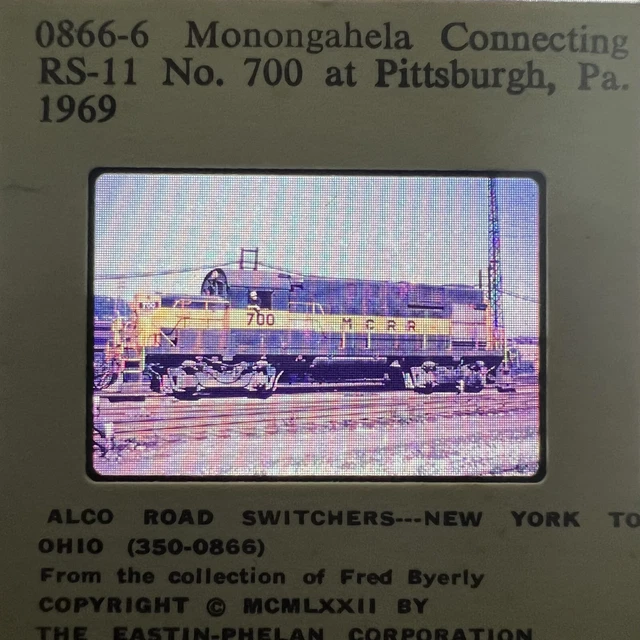 0866-6 Monongahela Connecting
RS-11 No. 700 at Pittsburgh, Pa.
1969
700
M C R R
ALCO ROAD SWITCHERS---NEW YORK TO
OHIO (350-0866)
From the collection of Fred Byerly
COPYRIGHT © MCMLXXII BY
THE EASTIN-PHELAN CORPORATION